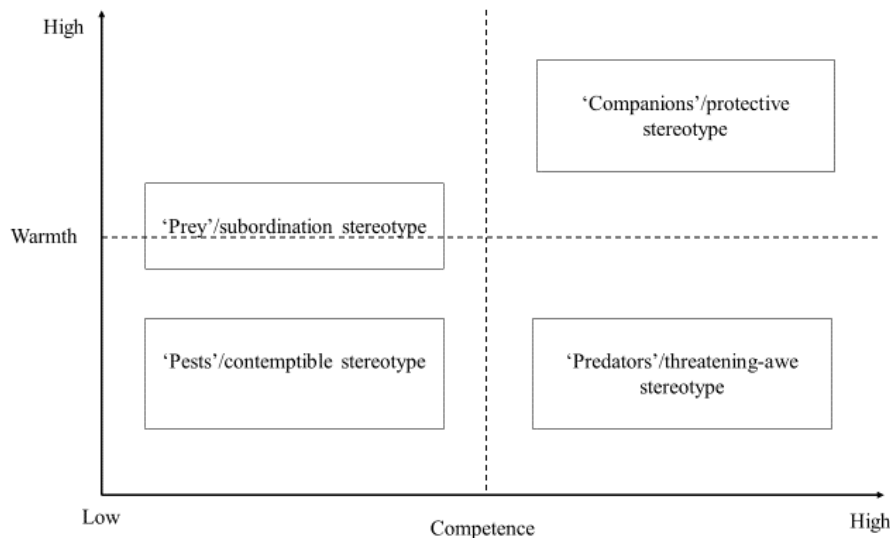 High
‘Companions’/protective
stereotype
‘Prey’/subordination stereotype
Warmth
‘Pests’/contemptible stereotype
‘Predators’/threatening-awe
stereotype
Low
Competence
High